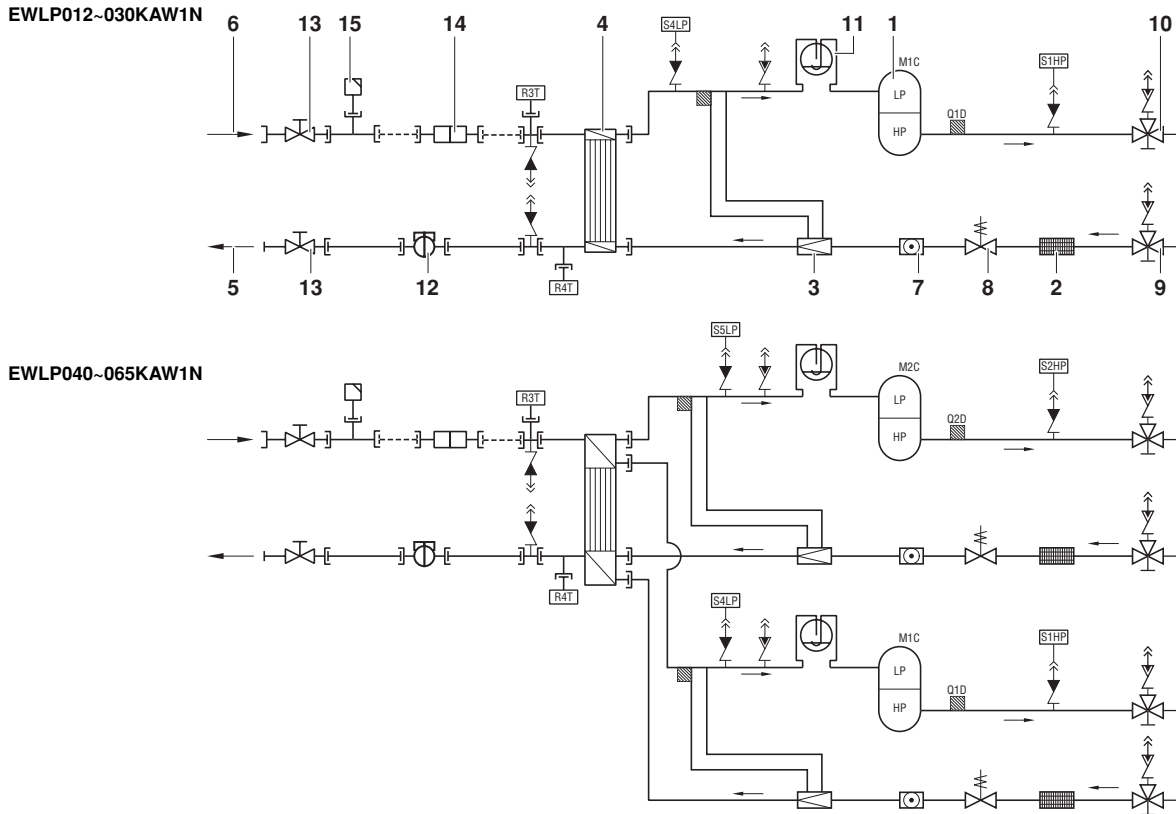 EWLP012~030KAW1N
6 13 15 14 4 11 1 10
S4LP
M1C
S1HP
R3T
LP
Q1D
HP
R4T
5 13 12 3 7 8 2 9
EWLP040~065KAW1N
S5LP
M2C
S2HP
R3T
LP
Q2D
HP
R4T
S4LP
M1C
S1HP
LP
Q1D
HP